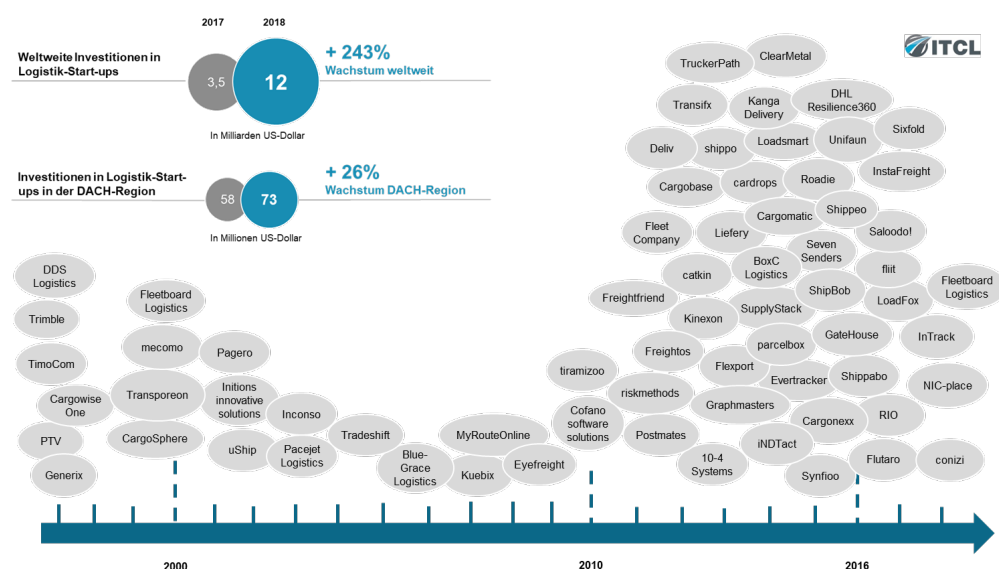 2017
2018
Weltweite Investitionen in
Logistik-Start-ups
3,5
12
+ 243%
Wachstum weltweit
In Milliarden US-Dollar
Investitionen in Logistik-Start-
ups in der DACH-Region
58
73
+ 26%
Wachstum DACH-Region
In Millionen US-Dollar
ITCL
DDS
Logistics
Trimble
TimoCom
Cargowise
One
PTV
Generix
Fleetboard
Logistics
mecomo
Transporeon
CargoSphere
Pagero
Initions
innovative
solutions
uShip
Inconso
Pacejet
Logistics
Tradeshift
Blue-
Grace
Logistics
MyRouteOnline
Kuebix
Eyefreight
tiramizoo
Cofano
software
solutions
TruckerPath
ClearMetal
Transifx
Kanga
Delivery
DHL
Resilience360
Deliv
shippo
Loadsmart
Unifaun
Sixfold
Cargobase
cardrops
Roadie
InstaFreight
Fleet
Company
Liefery
Cargomatic
Shippeo
Saloodo!
Seven
Senders
catkin
BoxC
Logistics
fliit
Fleetboard
Logistics
Freightfriend
Kinexon
SupplyStack
ShipBob
LoadFox
Freightos
parcelbox
GateHouse
InTrack
Flexport
Evertracker
Shippabo
NIC-place
riskmethods
Graphmasters
Cargonexx
RIO
Postmates
iNDTact
10-4
Systems
Synfioo
Flutaro
conizi
2000
2010
2016